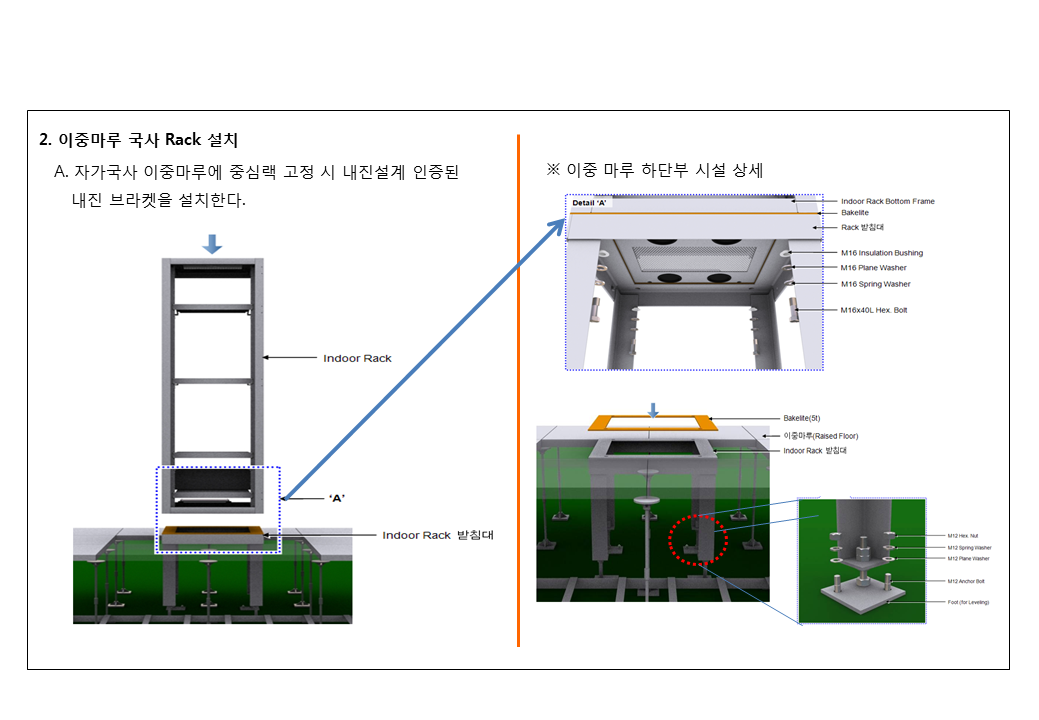 2. 이중마루 국사 Rack 설치
A. 자가국사 이중마루에 중심랙 고정 시 내진설계 인증된
내진 브라켓을 설치한다.
Indoor Rack
‘A’
Indoor Rack 받침대
※ 이중 마루 하단부 시설 상세
Detail ‘A’
Indoor Rack Bottom Frame
Bakelite
Rack 받침대
M16 Insulation Bushing
M16 Plane Washer
M16 Spring Washer
M16x40L Hex. Bolt
Bakelite(5t)
이중마루(Raised Floor)
Indoor Rack 받침대
M12 Hex. Nut
M12 Spring Washer
M12 Plane Washer
M12 Anchor Bolt
Foot (for Leveling)